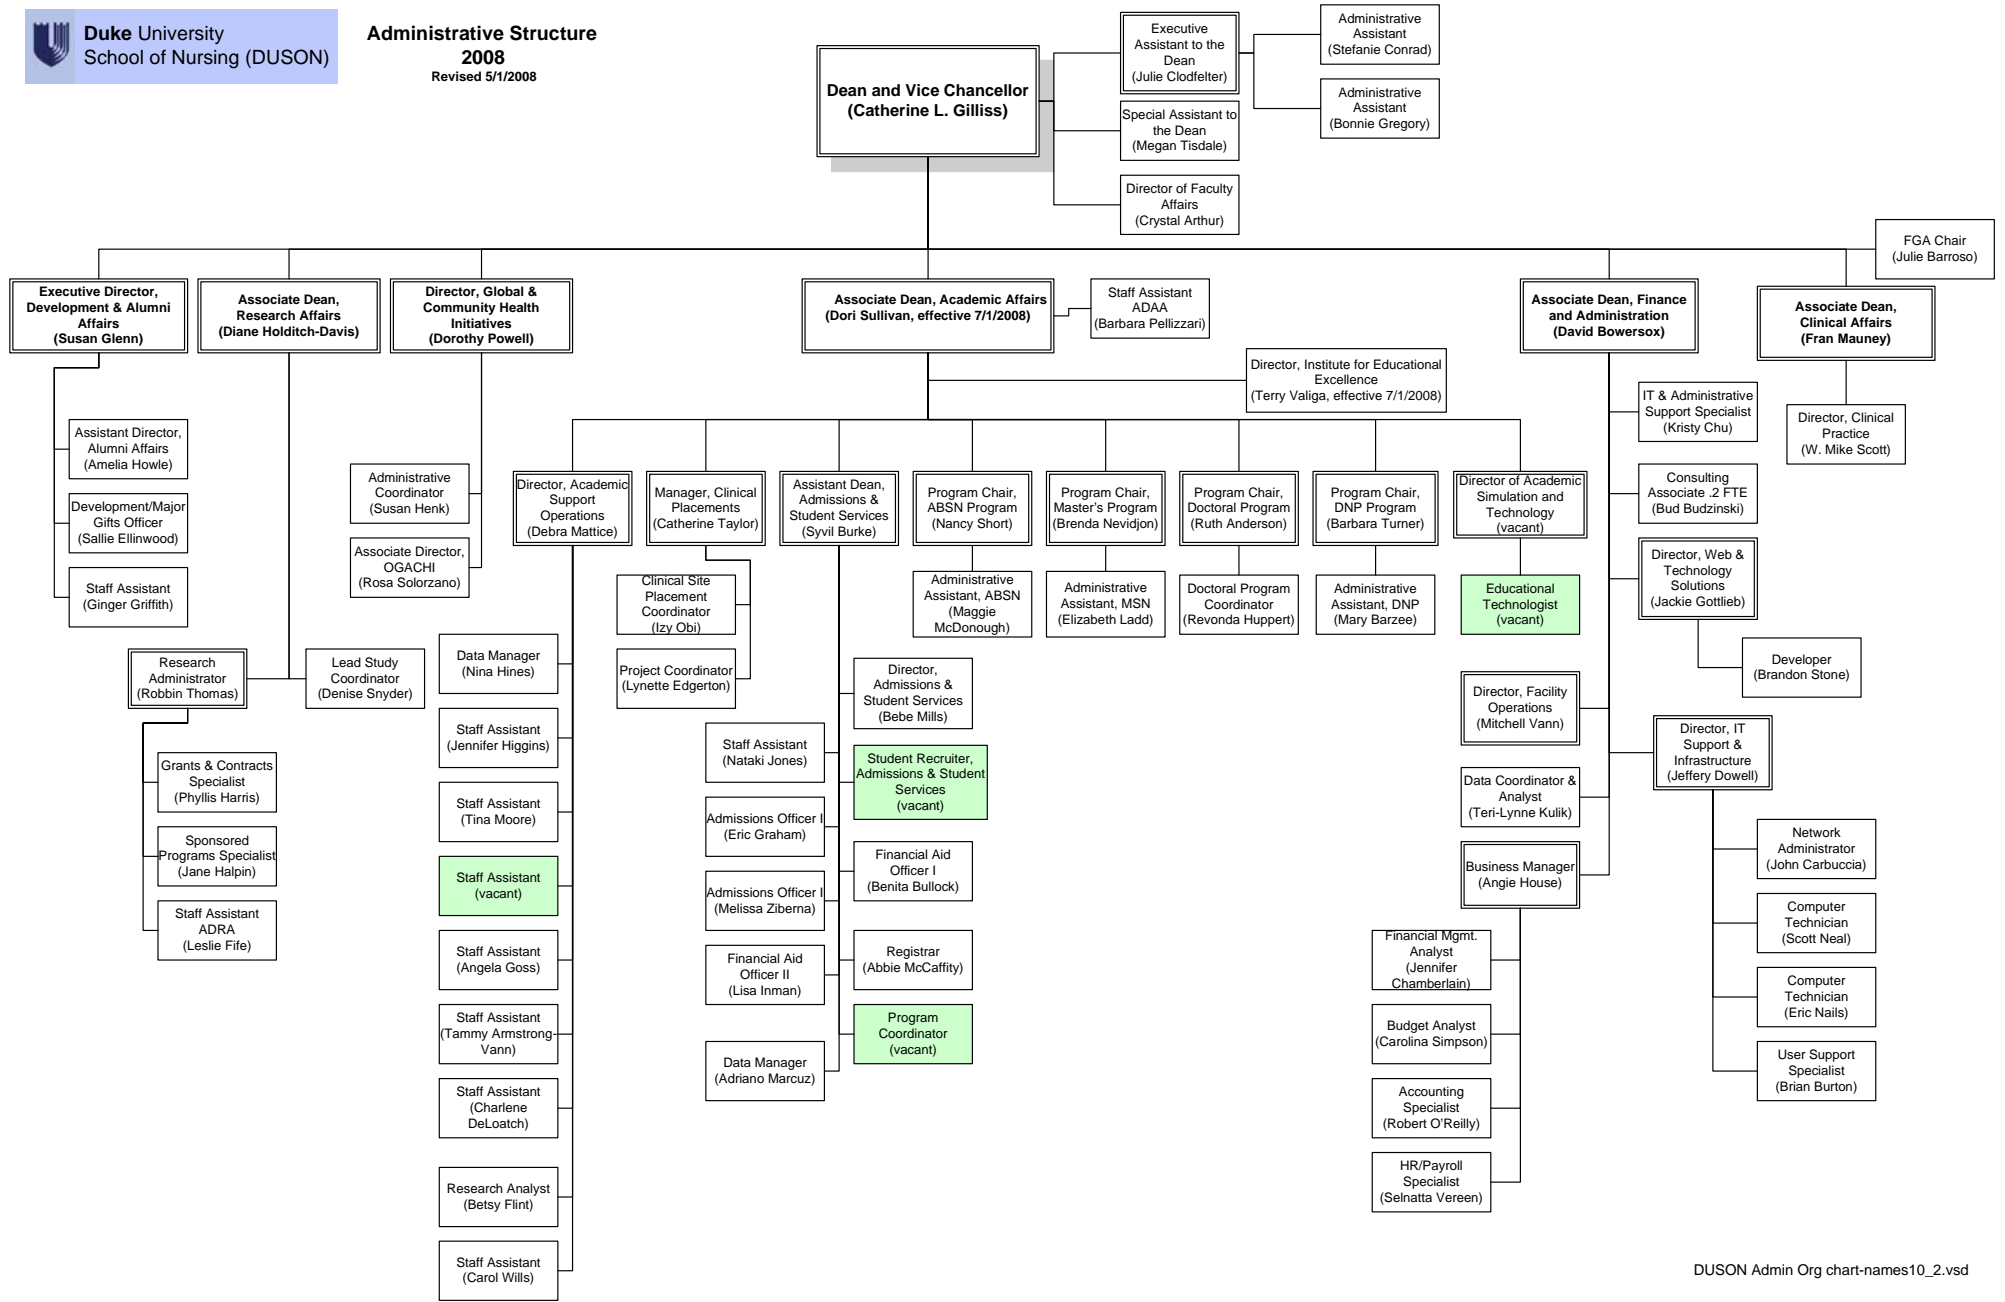 Duke University
School of Nursing (DUSON)
Administrative Structure
2008
Revised 5/1/2008
Dean and Vice Chancellor
(Catherine L. Gilliss)
Executive
Assistant to the
Dean
(Julie Clodfelter)
Administrative
Assistant
(Stefanie Conrad)
Administrative
Assistant
(Bonnie Gregory)
Special Assistant to
the Dean
(Megan Tisdale)
Director of Faculty
Affairs
(Crystal Arthur)
FGA Chair
(Julie Barroso)
Executive Director,
Development & Alumni
Affairs
(Susan Glenn)
Associate Dean,
Research Affairs
(Diane Holditch-Davis)
Director, Global &
Community Health
Initiatives
(Dorothy Powell)
Associate Dean, Academic Affairs
(Dori Sullivan, effective 7/1/2008)
Staff Assistant
ADAA
(Barbara Pellizzari)
Associate Dean, Finance
and Administration
(David Bowersox)
Associate Dean,
Clinical Affairs
(Fran Mauney)
Director, Institute for Educational
Excellence
(Terry Valiga, effective 7/1/2008)
IT & Administrative
Support Specialist
(Kristy Chu)
Director, Clinical
Practice
(W. Mike Scott)
Assistant Director,
Alumni Affairs
(Amelia Howle)
Development/Major
Gifts Officer
(Sallie Ellinwood)
Staff Assistant
(Ginger Griffith)
Administrative
Coordinator
(Susan Henk)
Associate Director,
OGACHI
(Rosa Solorzano)
Director, Academic
Support
Operations
(Debra Mattice)
Manager, Clinical
Placements
(Catherine Taylor)
Assistant Dean,
Admissions &
Student Services
(Syvil Burke)
Program Chair,
ABSN Program
(Nancy Short)
Program Chair,
Master's Program
(Brenda Nevidjon)
Program Chair,
Doctoral Program
(Ruth Anderson)
Program Chair,
DNP Program
(Barbara Turner)
Director of Academic
Simulation and
Technology
(vacant)
Consulting
Associate .2 FTE
(Bud Budzinski)
Director, Web &
Technology
Solutions
(Jackie Gottlieb)
Clinical Site
Placement
Coordinator
(Izy Obi)
Administrative
Assistant, ABSN
(Maggie
McDonough)
Administrative
Assistant, MSN
(Elizabeth Ladd)
Doctoral Program
Coordinator
(Revonda Huppert)
Administrative
Assistant, DNP
(Mary Barzee)
Educational
Technologist
(vacant)
Developer
(Brandon Stone)
Research
Administrator
(Robbin Thomas)
Lead Study
Coordinator
(Denise Snyder)
Data Manager
(Nina Hines)
Project Coordinator
(Lynette Edgerton)
Director,
Admissions &
Student Services
(Bebe Mills)
Director, Facility
Operations
(Mitchell Vann)
Director, IT
Support &
Infrastructure
(Jeffery Dowell)
Staff Assistant
(Jennifer Higgins)
Staff Assistant
(Nataki Jones)
Student Recruiter,
Admissions & Student
Services
(vacant)
Grants & Contracts
Specialist
(Phyllis Harris)
Staff Assistant
(Tina Moore)
Admissions Officer I
(Eric Graham)
Data Coordinator &
Analyst
(Teri-Lynne Kulik)
Network
Administrator
(John Carbuccia)
Sponsored
Programs Specialist
(Jane Halpin)
Staff Assistant
(vacant)
Admissions Officer I
(Melissa Ziberna)
Financial Aid
Officer I
(Benita Bullock)
Business Manager
(Angie House)
Computer
Technician
(Scott Neal)
Staff Assistant
ADRA
(Leslie Fife)
Staff Assistant
(Angela Goss)
Financial Aid
Officer II
(Lisa Inman)
Registrar
(Abbie McCaffity)
Financial Mgmt.
Analyst
(Jennifer
Chamberlain)
Computer
Technician
(Eric Nails)
Staff Assistant
(Tammy Armstrong-
Vann)
Data Manager
(Adriano Marcuz)
Program
Coordinator
(vacant)
Budget Analyst
(Carolina Simpson)
User Support
Specialist
(Brian Burton)
Staff Assistant
(Charlene
DeLoatch)
Accounting
Specialist
(Robert O'Reilly)
Research Analyst
(Betsy Flint)
HR/Payroll
Specialist
(Selnatta Vereen)
Staff Assistant
(Carol Wills)
DUSON Admin Org chart-names10_2.vsd